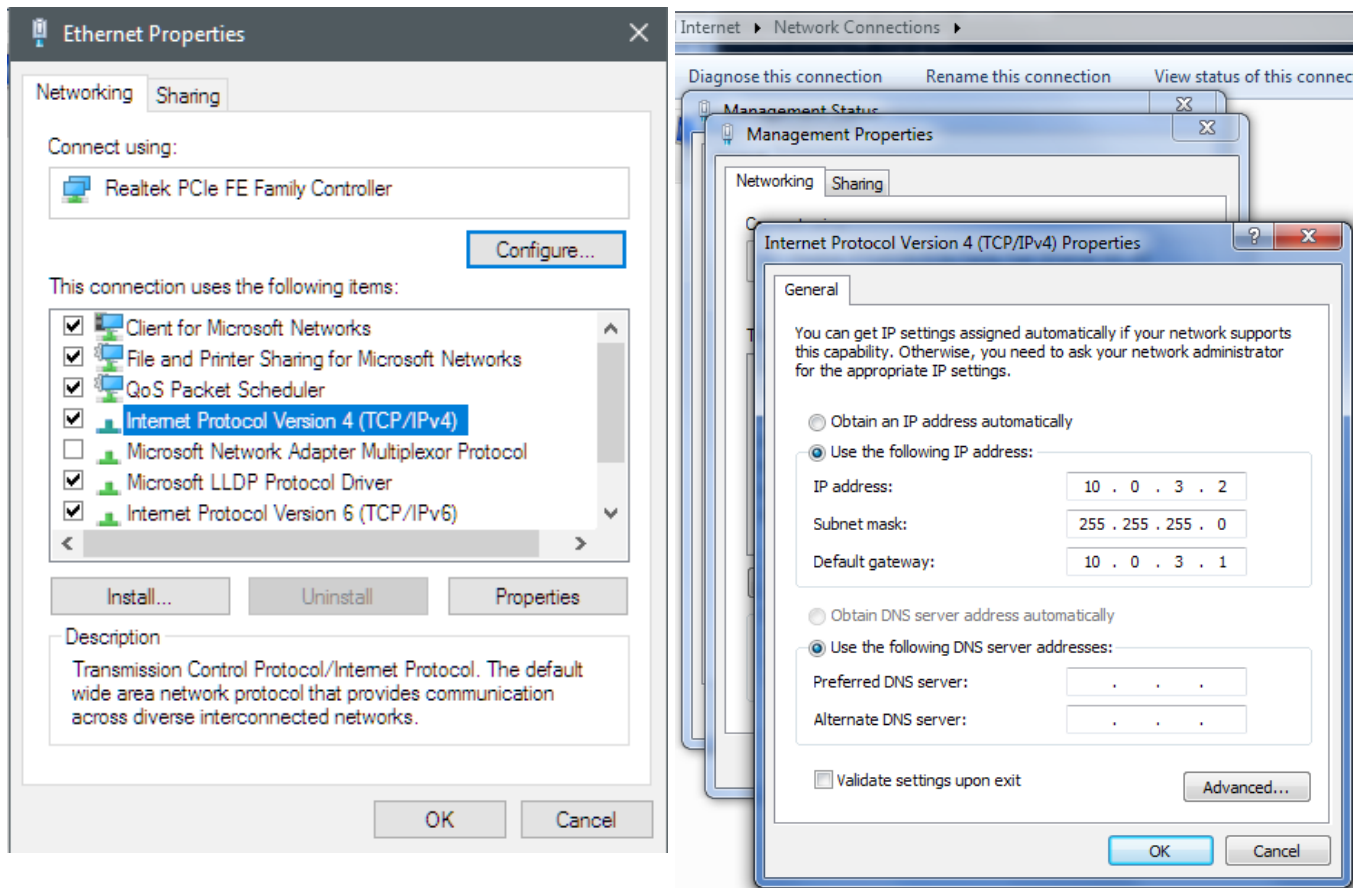 Ethernet Properties
Networking Sharing
Connect using:
Realtek PCIe FE Family Controller
Configure...
This connection uses the following items:
Client for Microsoft Networks
File and Printer Sharing for Microsoft Networks
QoS Packet Scheduler
Internet Protocol Version 4 (TCP/IPv4)
Microsoft Network Adapter Multiplexor Protocol
Microsoft LLDP Protocol Driver
Internet Protocol Version 6 (TCP/IPv6)
Install... Uninstall Properties
Description
Transmission Control Protocol/Internet Protocol. The default
wide area network protocol that provides communication
across diverse interconnected networks.
OK Cancel
Internet Network Connections
Diagnose this connection Rename this connection View status of this connec
Management Status
Management Properties
Networking Sharing
Internet Protocol Version 4 (TCP/IPv4) Properties
General
You can get IP settings assigned automatically if your network supports
this capability. Otherwise, you need to ask your network administrator
for the appropriate IP settings.
Obtain an IP address automatically
Use the following IP address:
IP address: 10 . 0 . 3 . 2
Subnet mask: 255 . 255 . 255 . 0
Default gateway: 10 . 0 . 3 . 1
Obtain DNS server address automatically
Use the following DNS server addresses:
Preferred DNS server: . . .
Alternate DNS server: . . .
Validate settings upon exit
Advanced...
OK Cancel